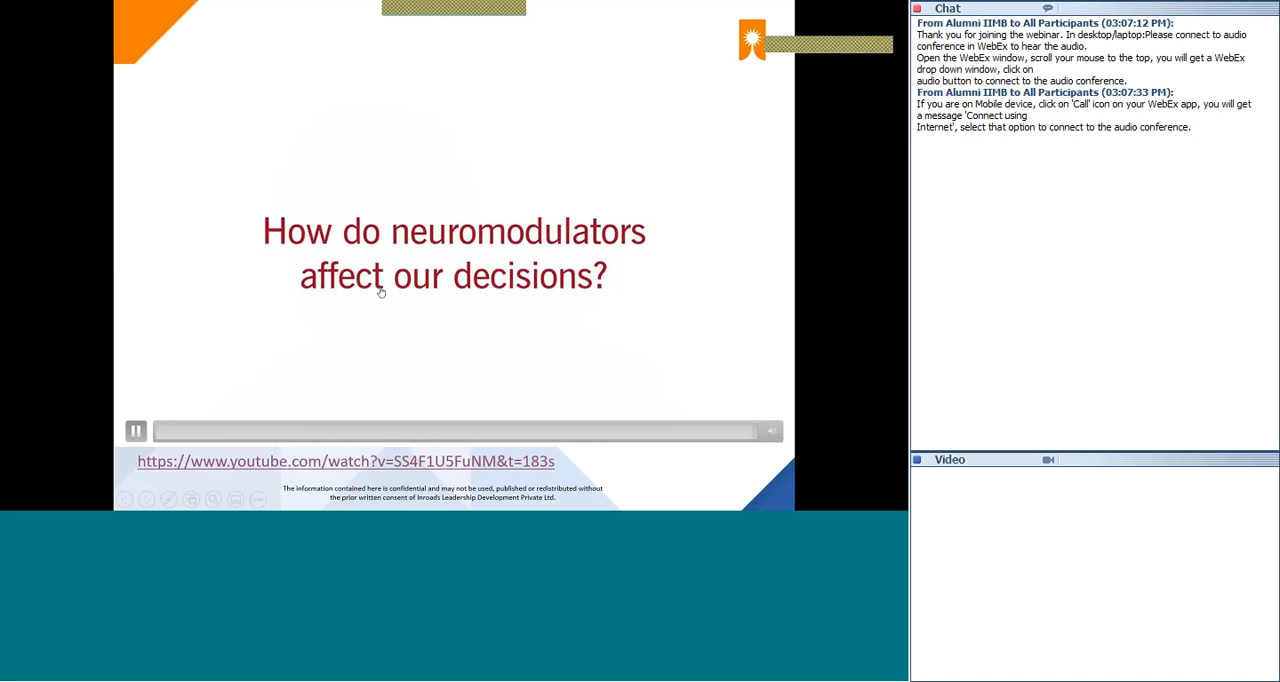 How do neuromodulators
affect our decisions?
https://www.youtube.com/watch?v=SS4F1U5FuNM&t=183s
The information contained here is confidential and may not be used, published or redistributed without
the prior written consent of Inroads Leadership Development Private Ltd.
Chat
From Alumni IIMB to All Participants (03:07:12 PM):
Thank you for joining the webinar. In desktop/laptop:Please connect to audio
conference in WebEx to hear the audio.
Open the WebEx window, scroll your mouse to the top, you will get a WebEx
drop down window, click on
audio button to connect to the audio conference.
From Alumni IIMB to All Participants (03:07:33 PM):
If you are on Mobile device, click on 'Call' icon on your WebEx app, you will get
a message 'Connect using
Internet', select that option to connect to the audio conference.
Video